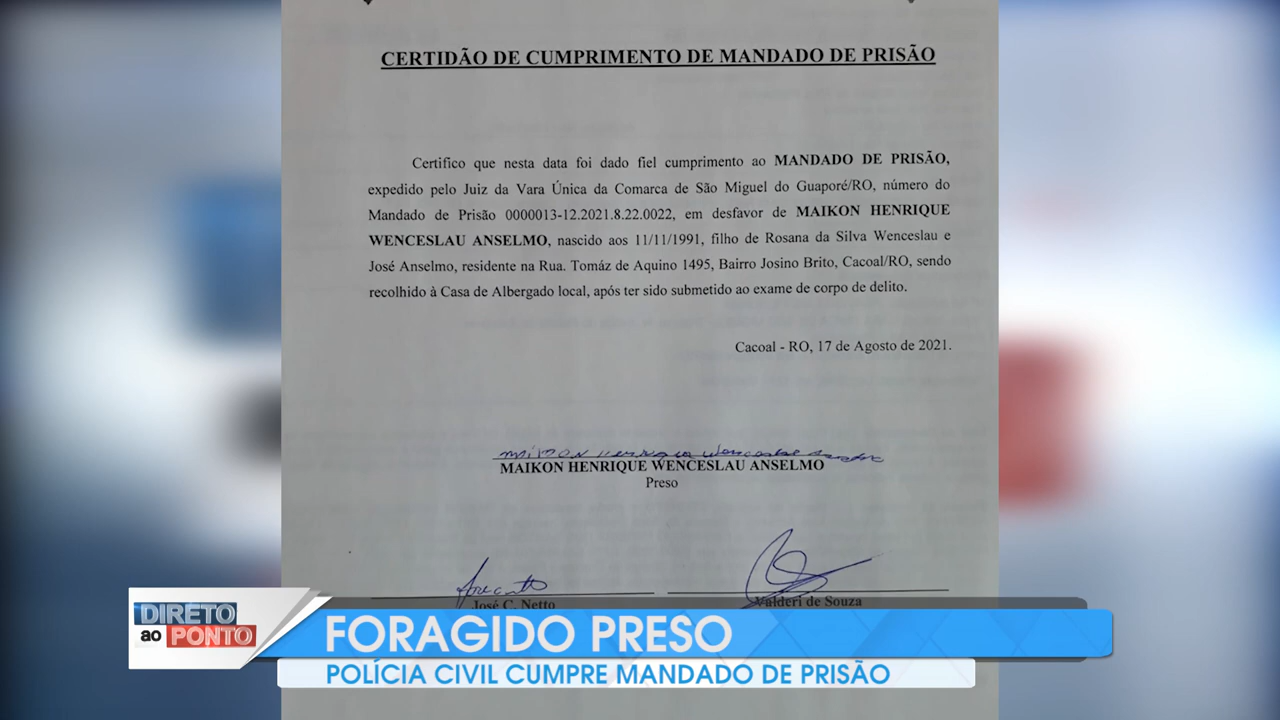 CERTIDÃO DE CUMPRIMENTO DE MANDADO DE PRISÃO
Certifico que nesta data foi dado fiel cumprimento ao MANDADO DE PRISÃO,
expedido pelo Juiz da Vara Única da Comarca de São Miguel do Guaporé/RO, número do
Mandado de Prisão 0000013-12.2021.8.22.0022, em desfavor de MAIKON HENRIQUE
WENCESLAU ANSELMO, nascido aos 11/11/1991, filho de Rosana da Silva Wenceslau e
José Anselmo, residente na Rua. Tomáz de Aquino 1495, Bairro Josino Brito, Cacoal/RO, sendo
recolhido à Casa de Albergado local, após ter sido submetido ao exame de corpo de delito.
Cacoal - RO, 17 de Agosto de 2021.
MAIKON HENRIQUE WENCESLAU ANSELMO
Preso
José C. Netto
Valderi de Souza
DIRETO
ao PONTO
FORAGIDO PRESO
POLÍCIA CIVIL CUMPRE MANDADO DE PRISÃO